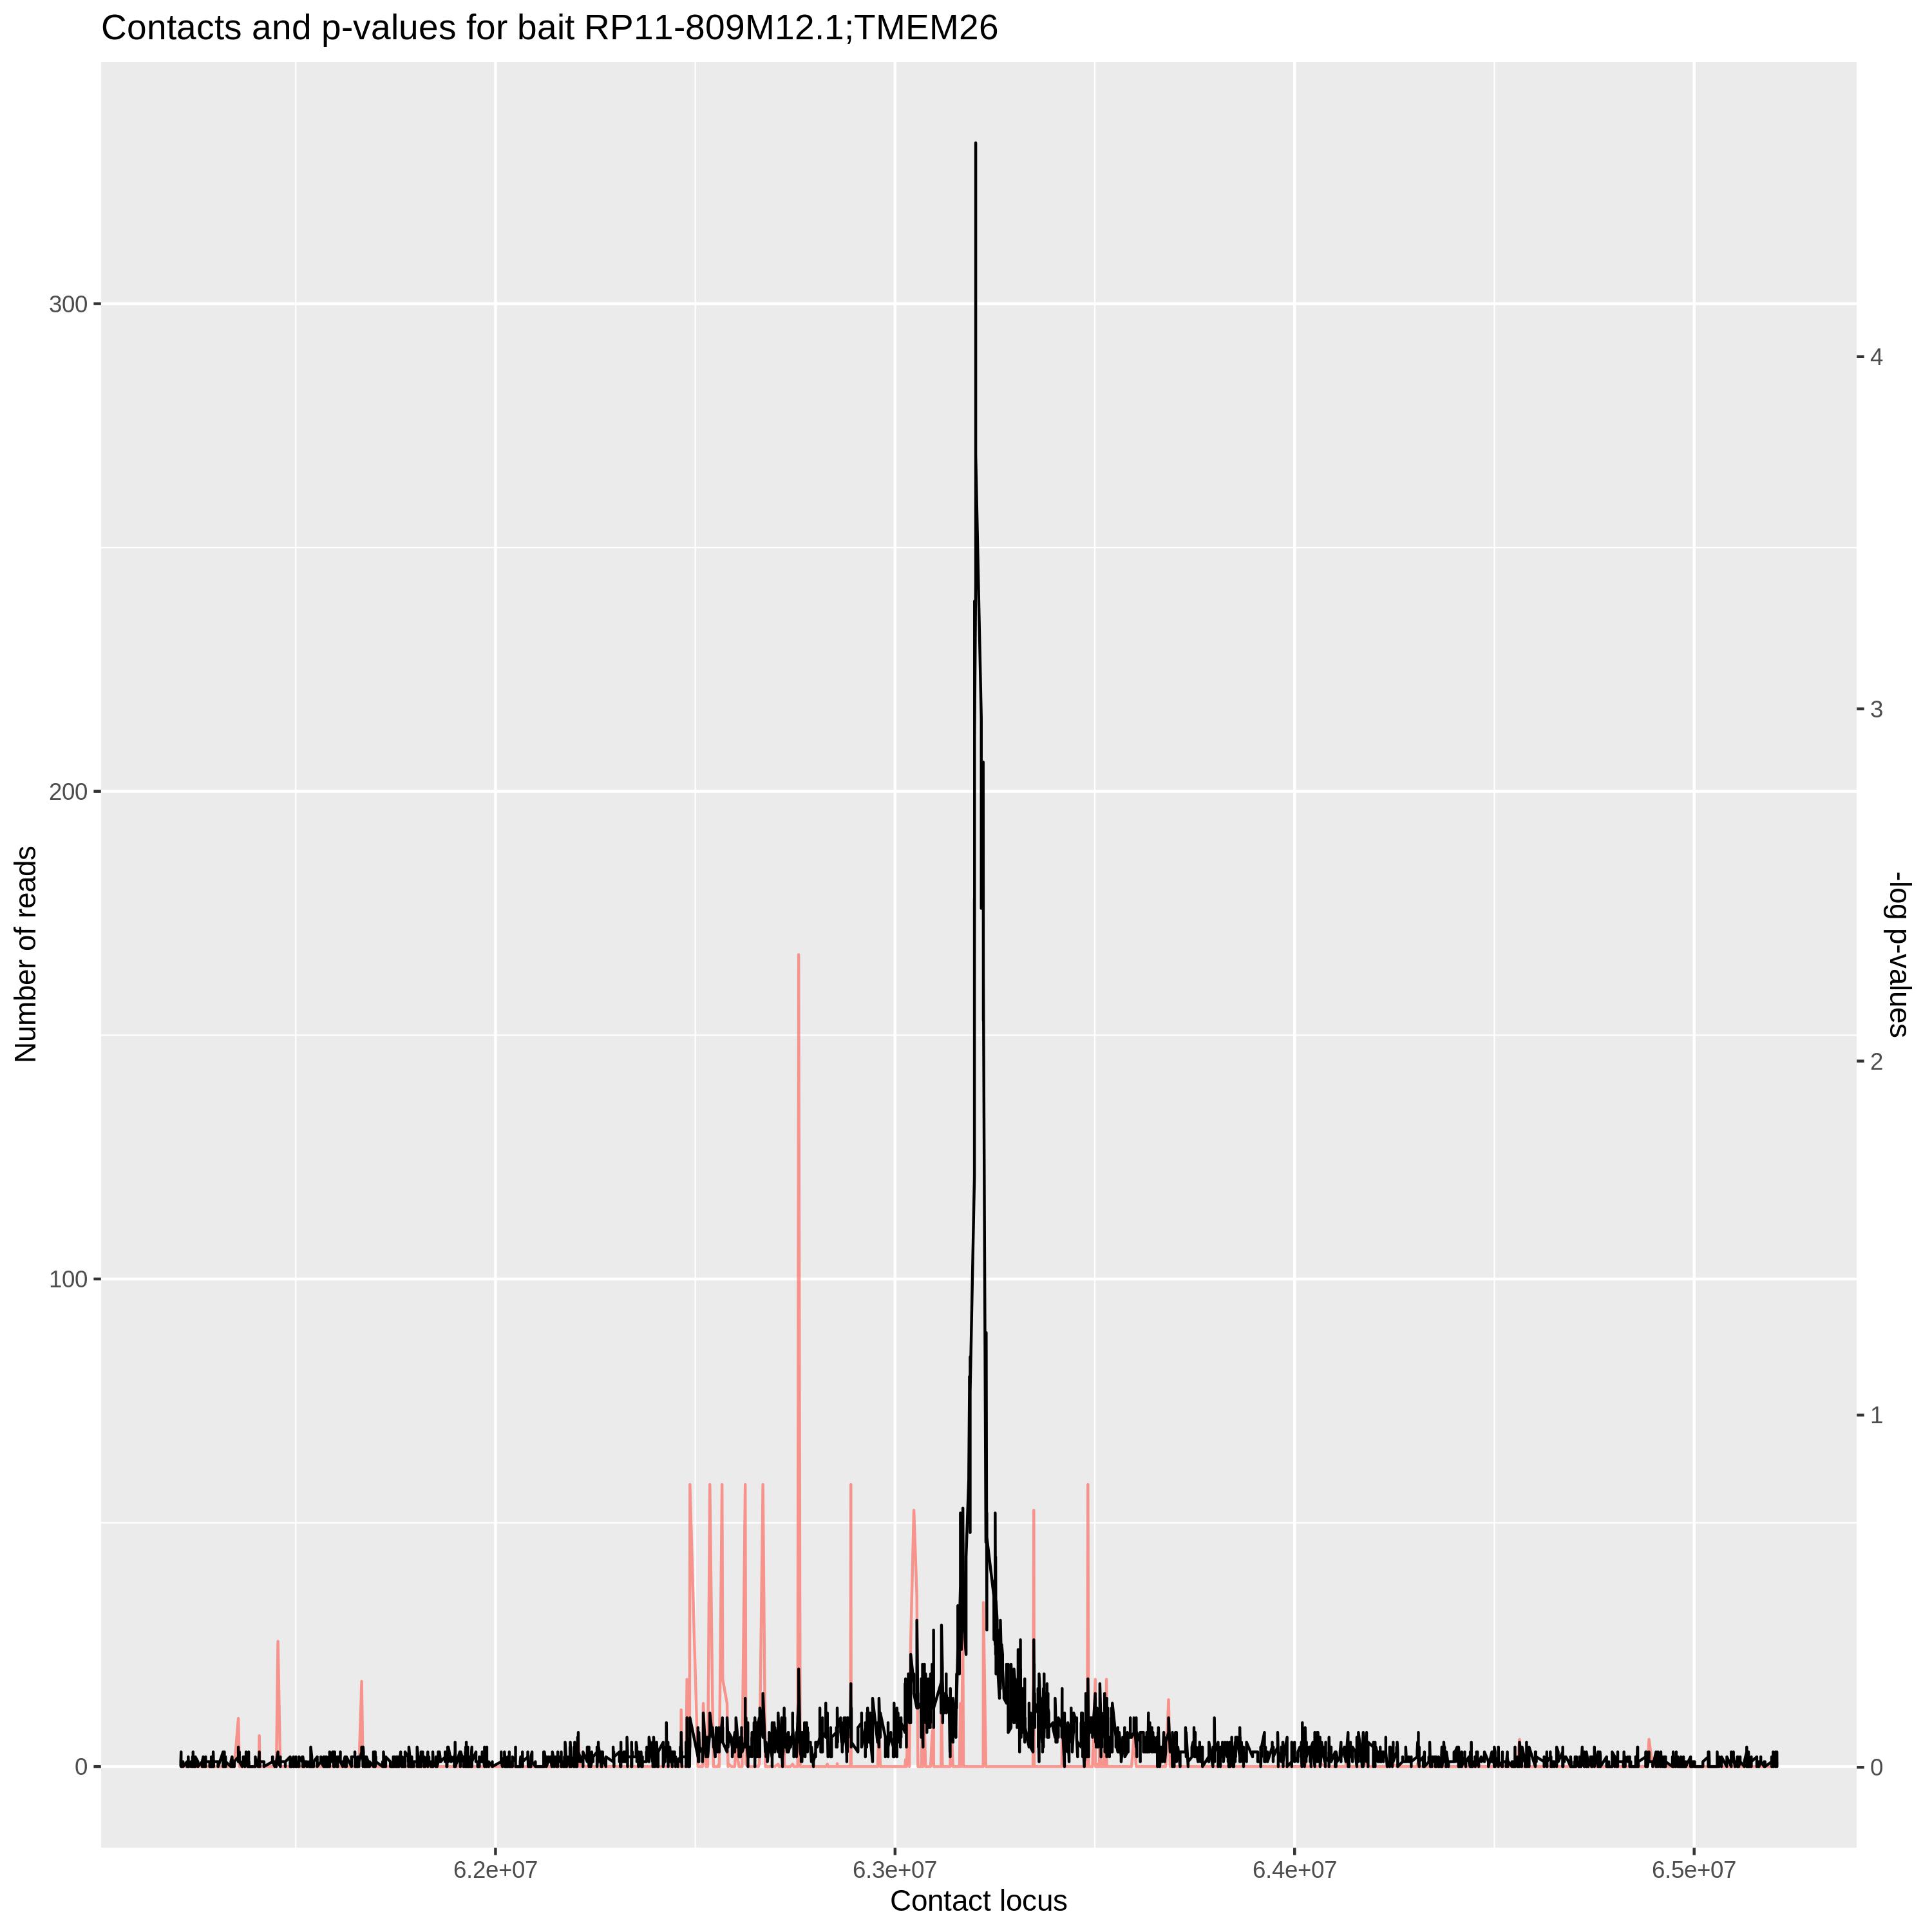 Contacts and p-values for bait RP11-809M12.1;TMEM26
300
200
100
0
Number of reads
4
3
2
1
0
-log p-values
6.2e+07
6.3e+07
6.4e+07
6.5e+07
Contact locus